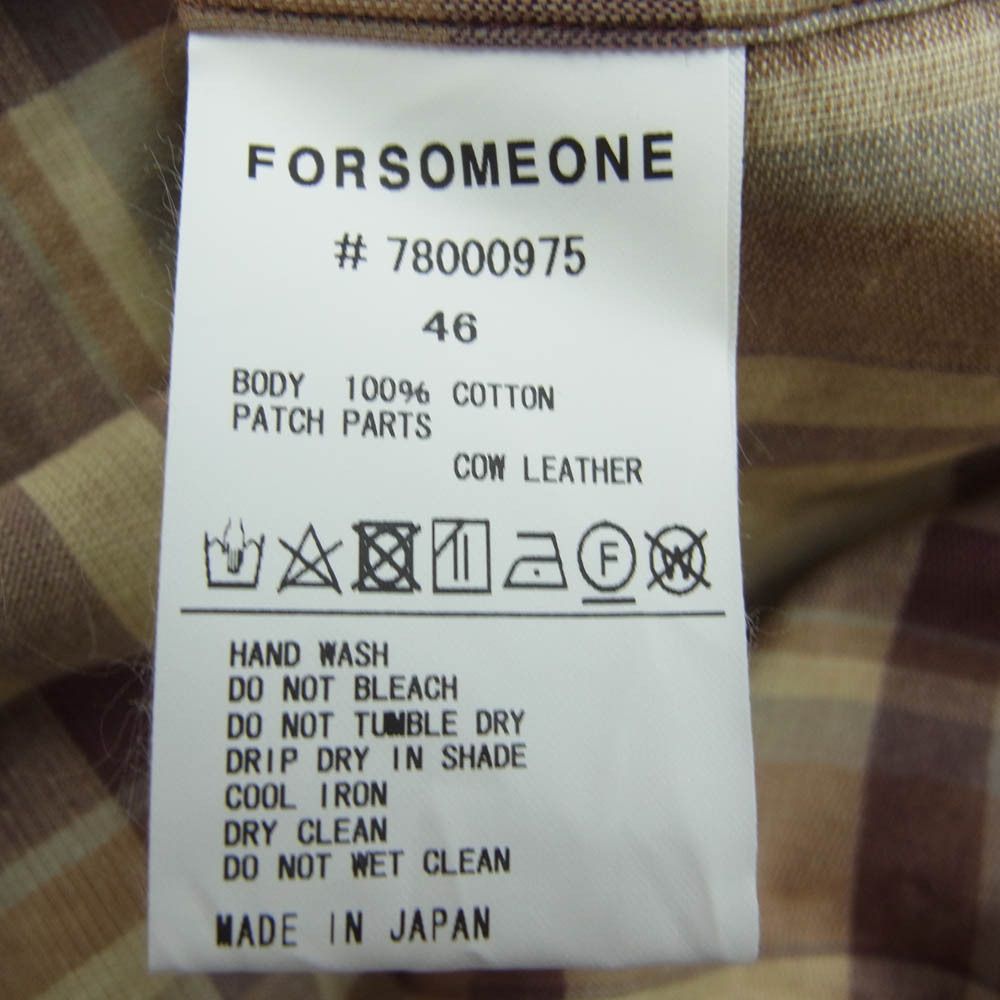 FORSOMEONE
# 78000975
46
BODY 100% COTTON
PATCH PARTS
COW LEATHER
F W
HAND WASH
DO NOT BLEACH
DO NOT TUMBLE DRY
DRIP DRY IN SHADE
COOL IRON
DRY CLEAN
DO NOT WET CLEAN
MADE IN JAPAN